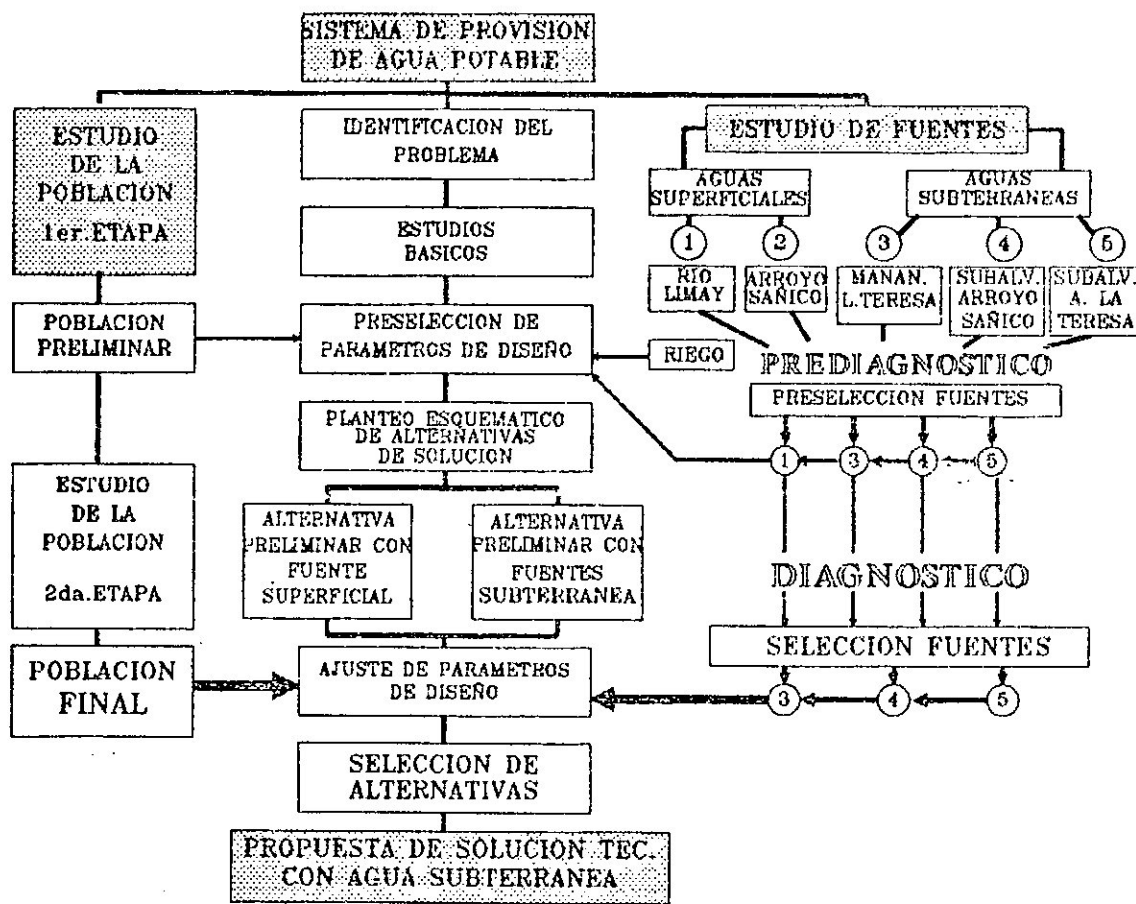 SISTEMA DE PROVISION
DE AGUA POTABLE
ESTUDIO
DE LA
POBLACION
1er.ETAPA
POBLACION
PRELIMINAR
ESTUDIO
DE LA
POBLACION
2da.ETAPA
POBLACION
FINAL
IDENTIFICACION DEL
PROBLEMA
ESTUDIOS
BASICOS
PRESELECCION DE
PARAMETROS DE DISEÑO
PLANTEO ESQUEMATICO
DE ALTERNATIVAS
DE SOLUCION
ALTERNATIVA
PRELIMINAR CON
FUENTE
SUPERFICIAL
ALTERNATIVA
PRELIMINAR CON
FUENTES
SUBTERRANEA
AJUSTE DE PARAMETROS
DE DISEÑO
SELECCION DE
ALTERNATIVAS
PROPUESTA DE SOLUCION TEC.
CON AGUA SUBTERRANEA
ESTUDIO DE FUENTES
AGUAS
SUPERFICIALES
AGUAS
SUBTERRANEAS
1 2 3 4 5
RIO
LIMAY
ARROYO
SAÑICO
MANAN.
L.TERESA
SUBALV.
ARROYO
SAÑICO
SUBALV.
A. LA
TERESA
RIEGO
PREDIAGNOSTICO
PRESELECCION FUENTES
1 3 4 5
DIAGNOSTICO
SELECCION FUENTES
3 4 5